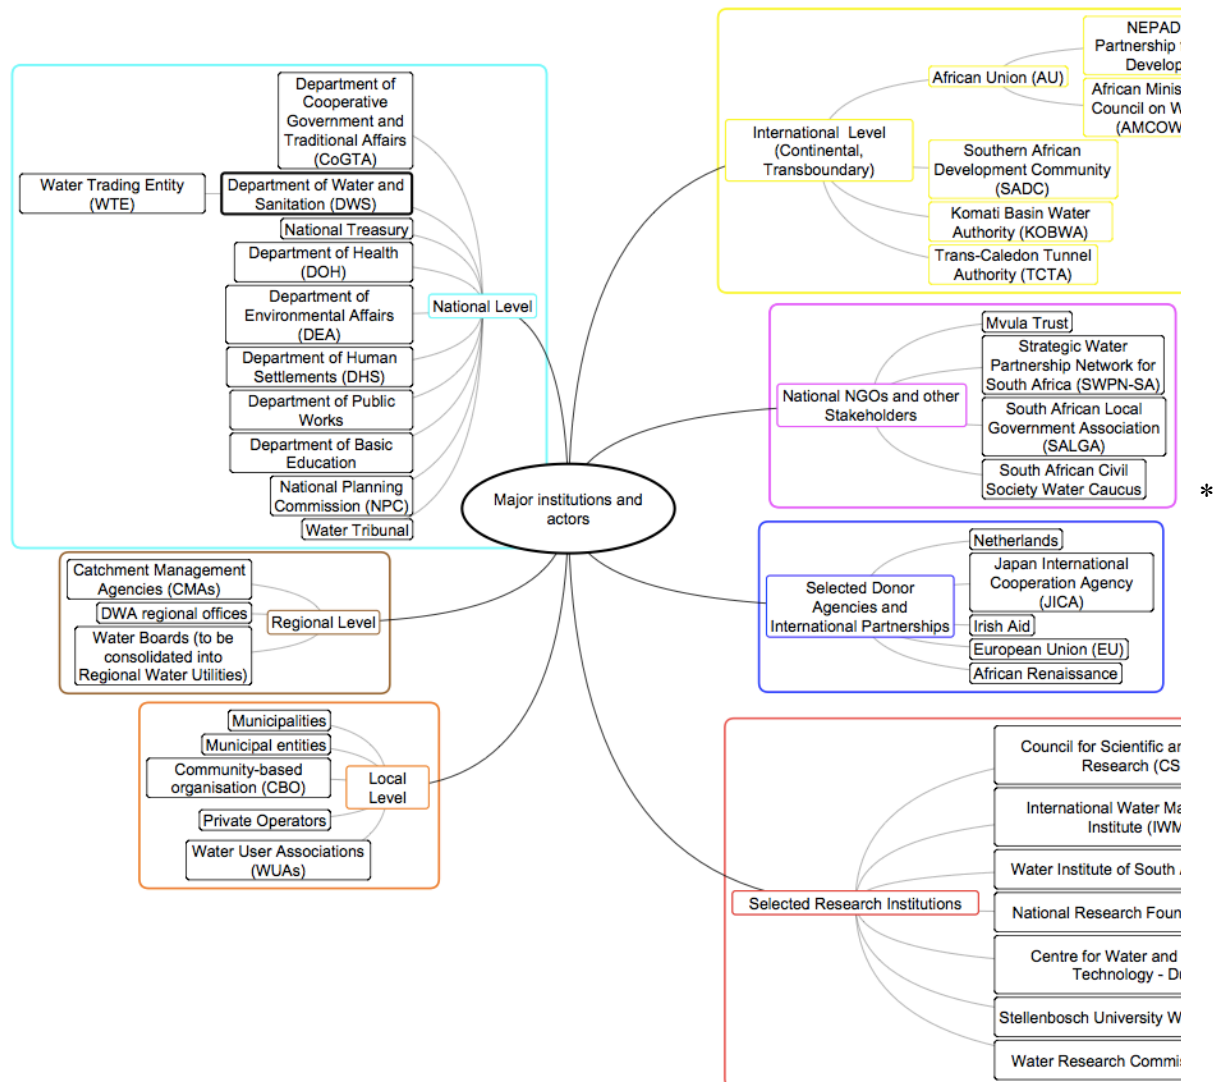 Department of
Cooperative
Government and
Traditional Affairs
(CoGTA)
Water Trading Entity
(WTE)
Department of Water and
Sanitation (DWS)
National Treasury
Department of Health
(DOH)
Department of
Environmental Affairs
(DEA)
National Level
Department of Human
Settlements (DHS)
Department of Public
Works
Department of Basic
Education
National Planning
Commission (NPC)
Water Tribunal
Catchment Management
Agencies (CMAs)
DWA regional offices
Water Boards (to be
consolidated into
Regional Water Utilities)
Regional Level
Municipalities
Municipal entities
Community-based
organisation (CBO)
Private Operators
Water User Associations
(WUAs)
Local
Level
Major institutions and
actors
International Level
(Continental,
Transboundary)
African Union (AU)
NEPAD
Partnership
Develop
African Minis
Council on W
(AMCOW
Southern African
Development Community
(SADC)
Komati Basin Water
Authority (KOBWA)
Trans-Caledon Tunnel
Authority (TCTA)
National NGOs and other
Stakeholders
Mvula Trust
Strategic Water
Partnership Network for
South Africa (SWPN-SA)
South African Local
Government Association
(SALGA)
South African Civil
Society Water Caucus
*
Selected Donor
Agencies and
International Partnerships
Netherlands
Japan International
Cooperation Agency
(JICA)
Irish Aid
European Union (EU)
African Renaissance
Selected Research Institutions
Council for Scientific ar
Research (CS
International Water Ma
Institute (IWM
Water Institute of South
National Research Foun
Centre for Water and
Technology - D
Stellenbosch University W
Water Research Commis